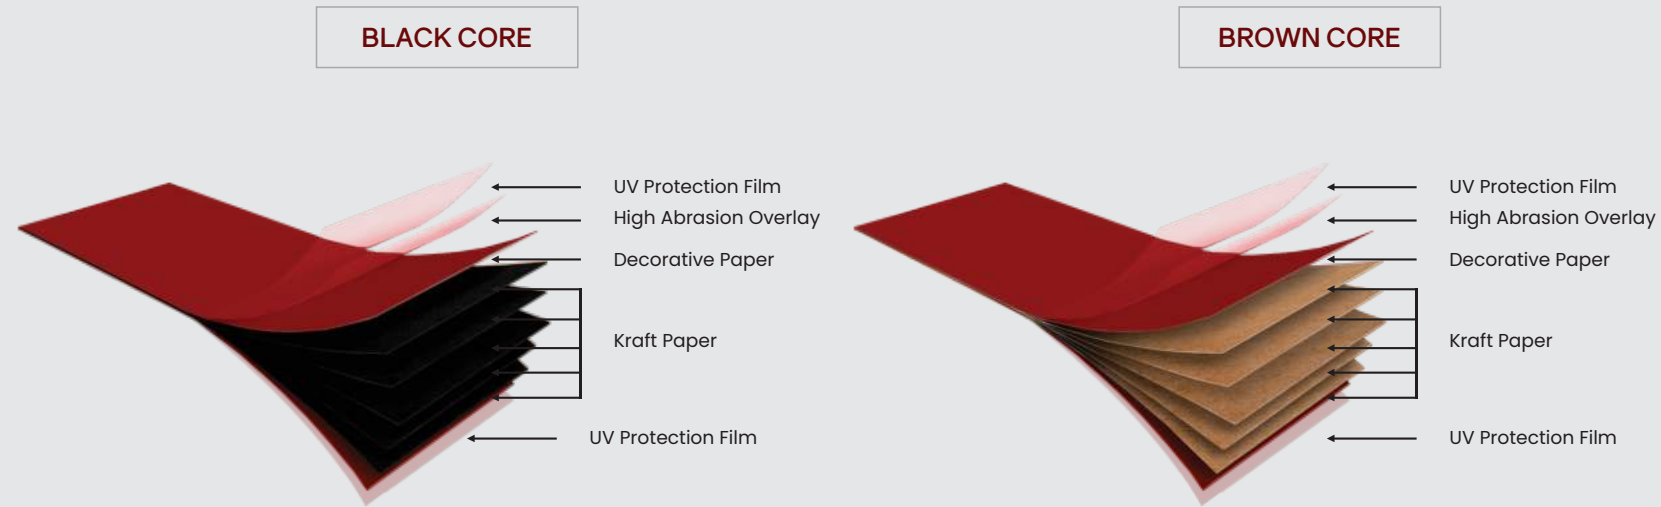 BLACK CORE
UV Protection Film
High Abrasion Overlay
Decorative Paper
Kraft Paper
UV Protection Film
BROWN CORE
UV Protection Film
High Abrasion Overlay
Decorative Paper
Kraft Paper
UV Protection Film